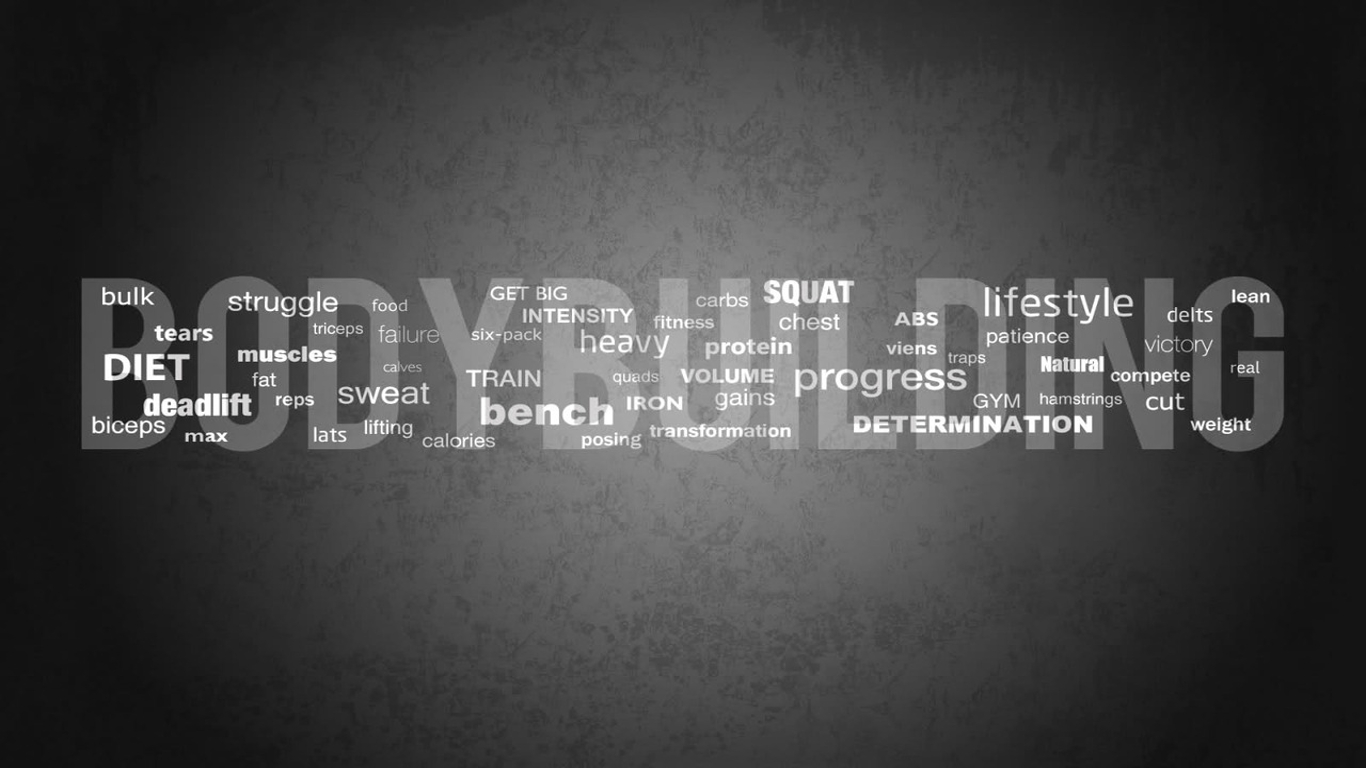 BODYBUILDING
bulk
struggle
food
GET BIG
carbs
SQUAT
lifestyle
lean
tears
triceps
failure
six-pack
INTENSITY
fitness
chest
ABS
patience
delts
DIET
muscles
calves
heavy
protein
viens
traps
Natural
victory
fat
TRAIN
quads
VOLUME
progress
compete
real
deadlift
reps
sweat
bench
IRON
gains
GYM
hamstrings
cut
biceps
max
lats
lifting
calories
posing
transformation
DETERMINATION
weight